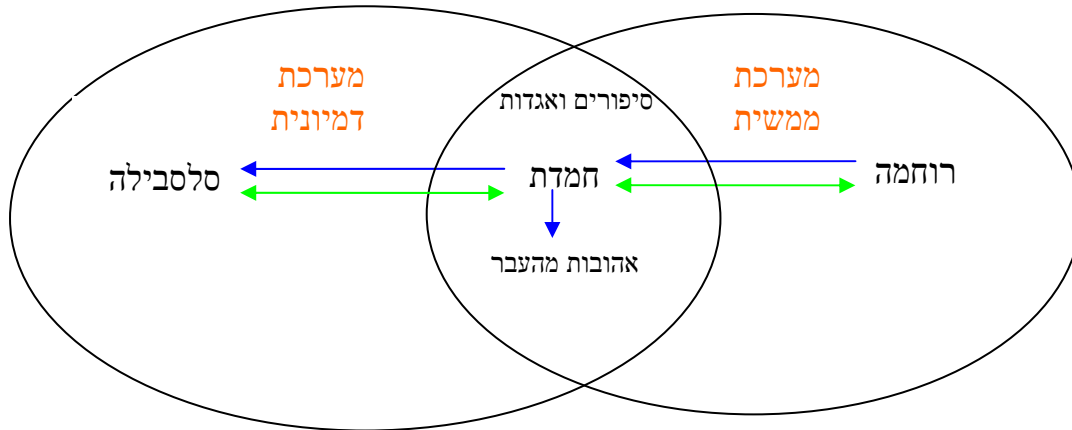 מערכת
ממשית
מערכת
דמיונית
סיפורים ואגדות
רוחמה
חמדת
סלסבילה
אהובות מהעבר